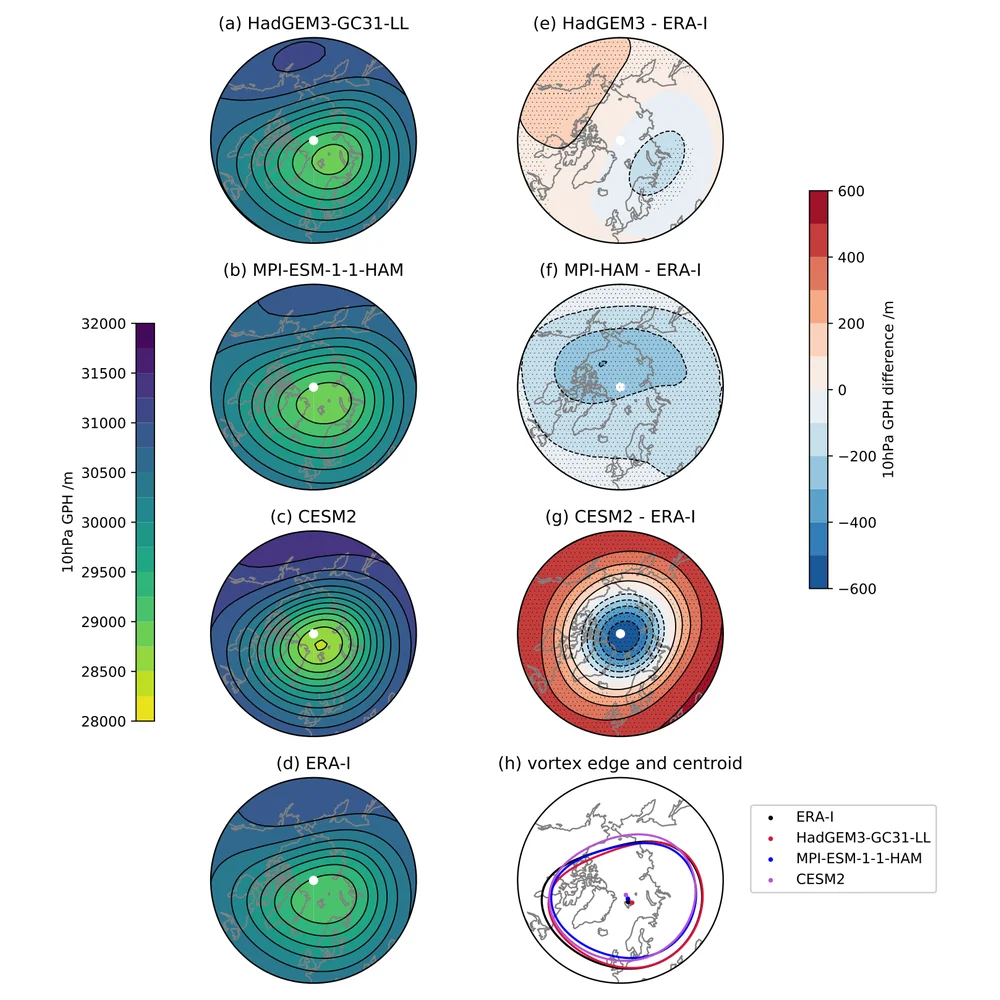 (a) HadGEM3-GC31-LL
(e) HadGEM3 - ERA-I
(b) MPI-ESM-1-1-HAM
(f) MPI-HAM - ERA-I
(c) CESM2
(g) CESM2 - ERA-I
(d) ERA-I
(h) vortex edge and centroid
32000
31500
31000
30500
30000
29500
29000
28500
28000
10hPa GPH /m
600
400
200
0
−200
−400
−600
10hPa GPH difference /m
ERA-I
HadGEM3-GC31-LL
MPI-ESM-1-1-HAM
CESM2